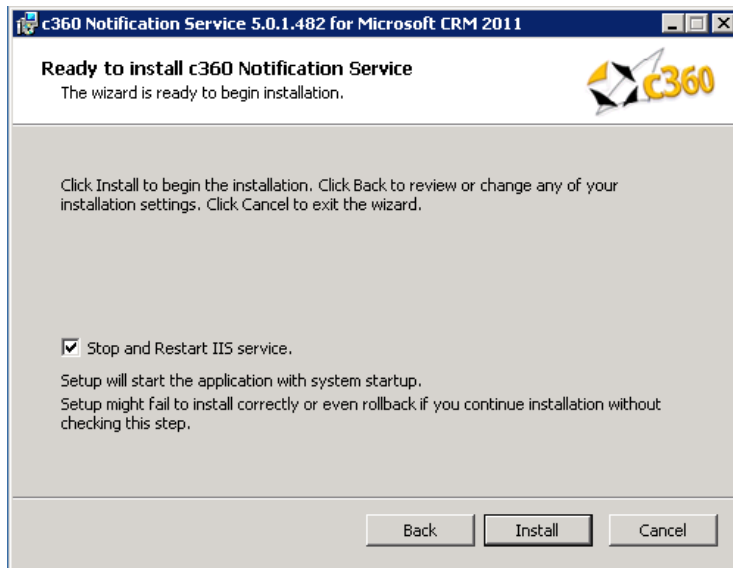 c360 Notification Service 5.0.1.482 for Microsoft CRM 2011
Ready to install c360 Notification Service
The wizard is ready to begin installation.
c360
Click Install to begin the installation. Click Back to review or change any of your
installation settings. Click Cancel to exit the wizard.
Stop and Restart IIS service.
Setup will start the application with system startup.
Setup might fail to install correctly or even rollback if you continue installation without
checking this step.
Back Install Cancel